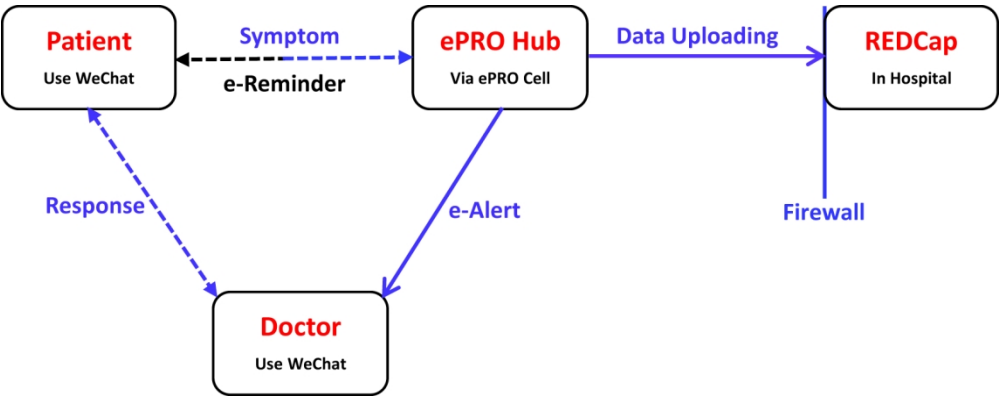 Patient
Use WeChat
Symptom
e-Reminder
ePRO Hub
Via ePRO Cell
Data Uploading
REDCap
In Hospital
Response
e-Alert
Firewall
Doctor
Use WeChat